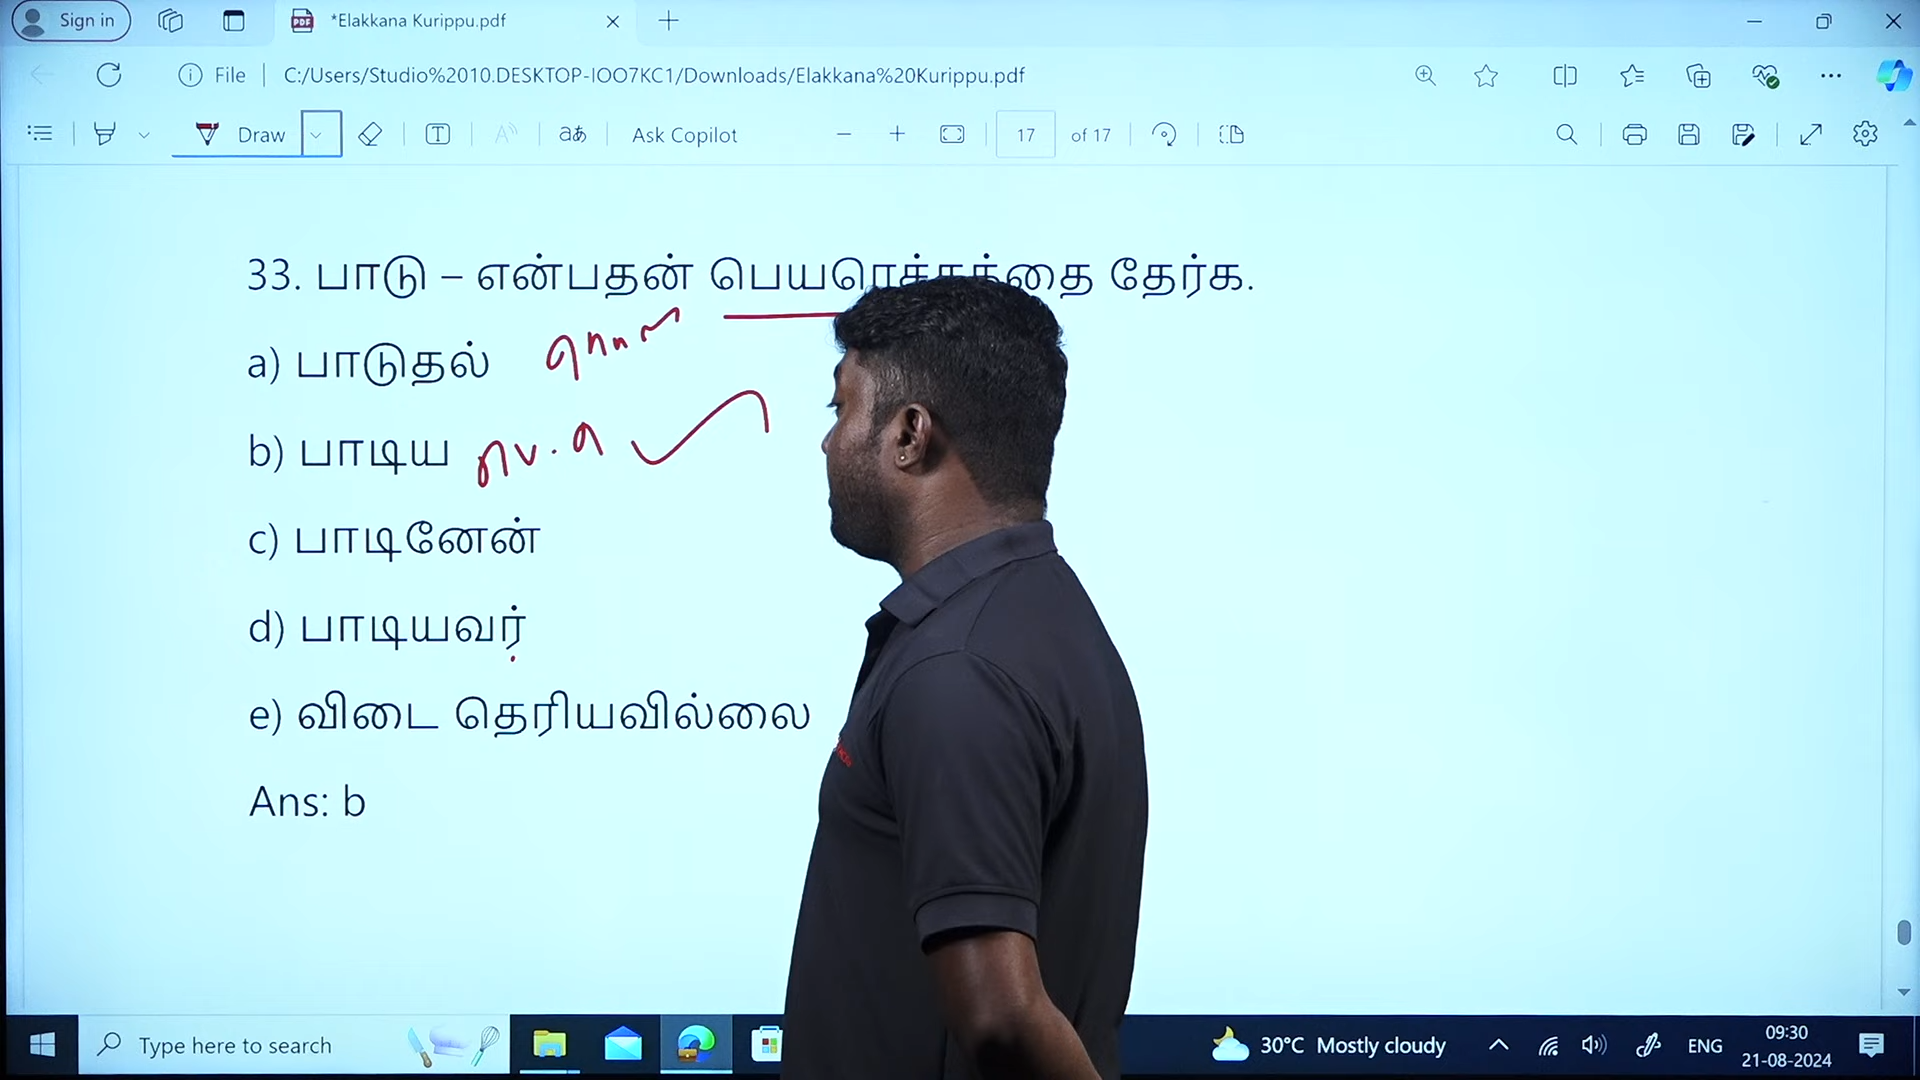 Sign in
*Elakkana Kurippu.pdf
File
C:/Users/Studio%2010.DESKTOP-IOO7KC1/Downloads/Elakkana%20Kurippu.pdf
Draw
aあ
Ask Copilot
17 of 17
33. பாடு – என்பதன் பெயரெச்சத்தை தேர்க.
a) பாடுதல்
b) பாடிய
c) பாடினேன்
d) பாடியவர்
e) விடை தெரியவில்லை
Ans: b
Type here to search
30°C Mostly cloudy
ENG
09:30
21-08-2024